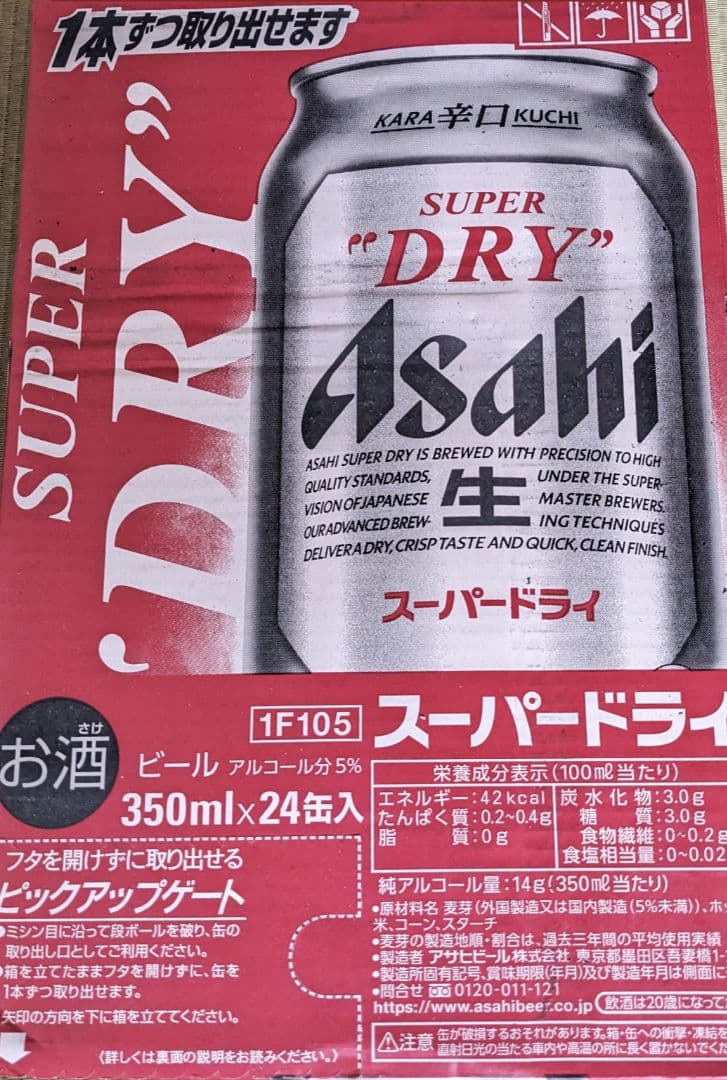 1本ずつ取り出せます
SUPER
"DRY"
KARA 辛口 KUCHI
SUPER
"DRY"
Asahi
ASAHI SUPER DRY IS BREWED WITH PRECISION TO HIGH
QUALITY STANDARDS, UNDER THE SUPER-
VISION OF JAPANESE MASTER BREWERS.
OUR ADVANCED BREW- ING TECHNIQUES
DELIVER A DRY, CRISP TASTE AND QUICK, CLEAN FINISH.
生
スーパードライ
お酒
さけ
1F105
スーパードライ
ビール アルコール分5%
350ml×24缶入
栄養成分表示(100ml当たり)
エネルギー:42kcal
たんぱく質:0.2~0.4g
脂質:0g
炭水化物:3.0g
糖質:3.0g
食物繊維:0~0.2g
食塩相当量:0~0.02
純アルコール量:14g(350ml当たり)
●原材料名 麦芽(外国製造又は国内製造(5%未満))、ホッ
米、コーン、スターチ
●麦芽の製造地順・割合は、過去三年間の平均使用実績
●製造者 アサヒビール株式会社 東京都墨田区吾妻橋1-
●製造所固有記号、賞味期限(年月)及び製造年月は側面に
●問合せ 0120-011-121
https://www.asahibeer.co.jp 飲酒は20歳になって
注意 缶が破損するおそれがあります。箱・缶への衝撃・凍結を
直射日光の当たる車内や高温の所に長く置かないでくだ
フタを開けずに取り出せる
ピックアップゲート
●ミシン目に沿って段ボールを破り、缶の
取り出し口としてご利用ください。
●箱を立てたままフタを開けずに、缶を
1本ずつ取り出せます。
矢印の方向を下に箱を立ててください。
〈詳しくは裏面の説明をお読みください。〉